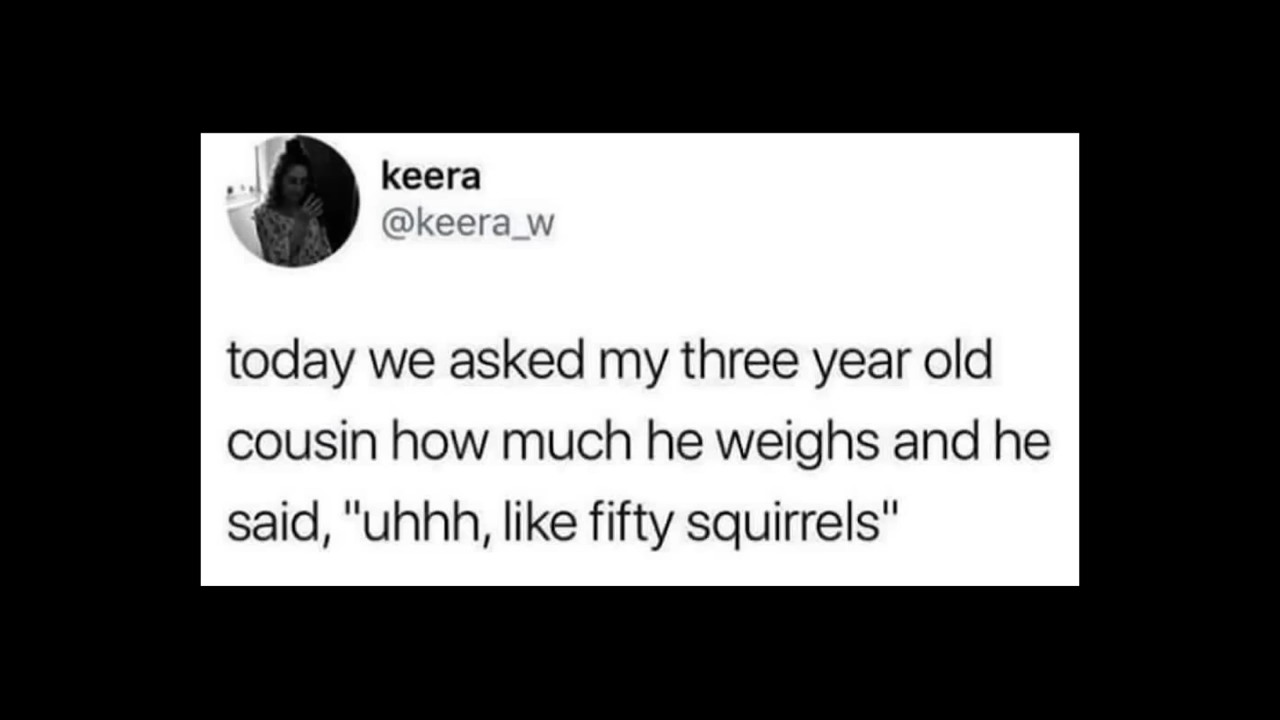 keera
@keera_w
today we asked my three year old
cousin how much he weighs and he
said, "uhhh, like fifty squirrels"